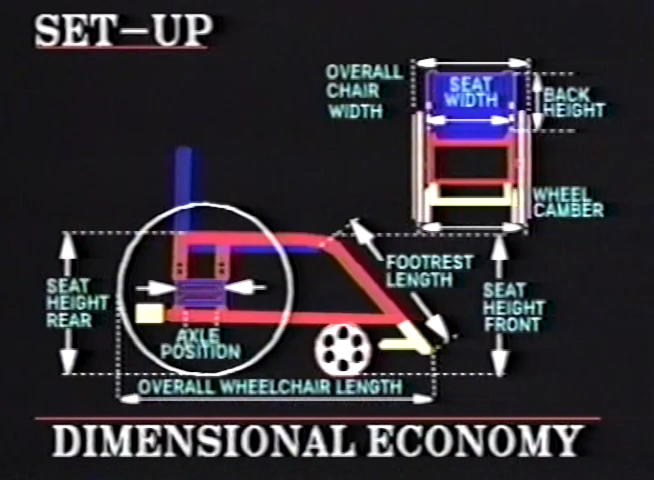 SET-UP
OVERALL
CHAIR
WIDTH
SEAT
WIDTH
BACK
HEIGHT
WHEEL
CAMBER
FOOTREST
LENGTH
SEAT
HEIGHT
REAR
SEAT
HEIGHT
FRONT
AXLE
POSITION
OVERALL WHEELCHAIR LENGTH
DIMENSIONAL ECONOMY